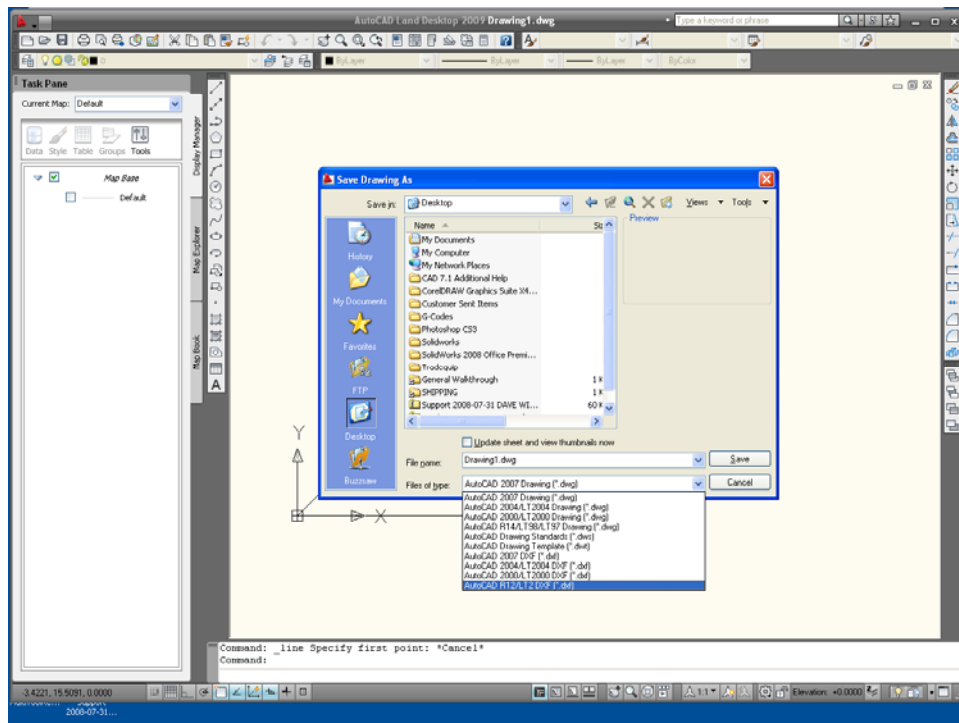 AutoCAD Land Desktop 2009 Drawing1.dwg
Type a keyword or phrase
ByLayer
ByLayer
ByLayer
ByColor
Task Pane
Current Map: Default
Data Style Table Groups Tools
Map Base
Default
Display Manager
Map Explorer
Map Book
Save Drawing As
Save in: Desktop
Views Tools
Name
Preview
History
My Documents
Favorites
FTP
Desktop
Buzzsaw
My Documents
My Computer
My Network Places
CAD 7.1 Additional Help
CorelDRAW Graphics Suite X4...
Customer Sent Items
G-Codes
Photoshop CS3
Solidworks
SolidWorks 2008 Office Premi...
Tradequip
General Walkthrough 1 K
SHIPPING 1 K
Support 2008-07-31 DAVE WI... 60 K
Update sheet and view thumbnails now
File name: Drawing1.dwg
Save
Files of type: AutoCAD 2007 Drawing (*.dwg)
Cancel
AutoCAD 2007 Drawing (*.dwg)
AutoCAD 2004/LT2004 Drawing (*.dwg)
AutoCAD 2000/LT2000 Drawing (*.dwg)
AutoCAD R14/LT98/LT97 Drawing (*.dwg)
AutoCAD Drawing Standards (*.dws)
AutoCAD Drawing Template (*.dwt)
AutoCAD 2007 DXF (*.dxf)
AutoCAD 2004/LT2004 DXF (*.dxf)
AutoCAD 2000/LT2000 DXF (*.dxf)
AutoCAD R12/LT2 DXF (*.dxf)
Y
X
Command: _line Specify first point: *Cancel*
Command:
-3.4221, 15.5091, 0.0000
1:1
Elevation: +0.0000
2008-07-31...